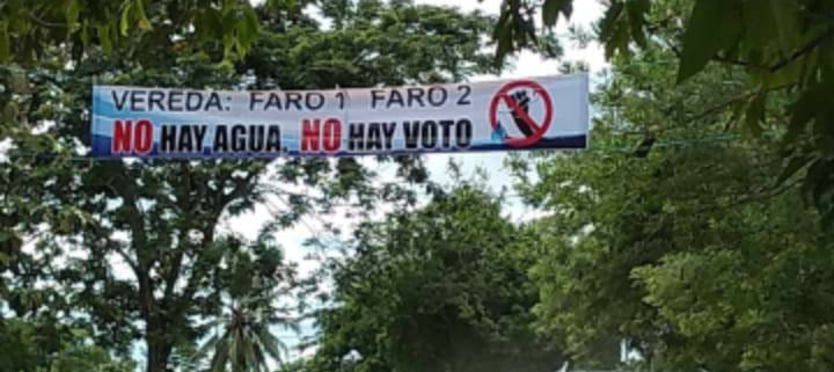 VEREDA: FARO 1 FARO 2
NO HAY AGUA, NO HAY VOTO